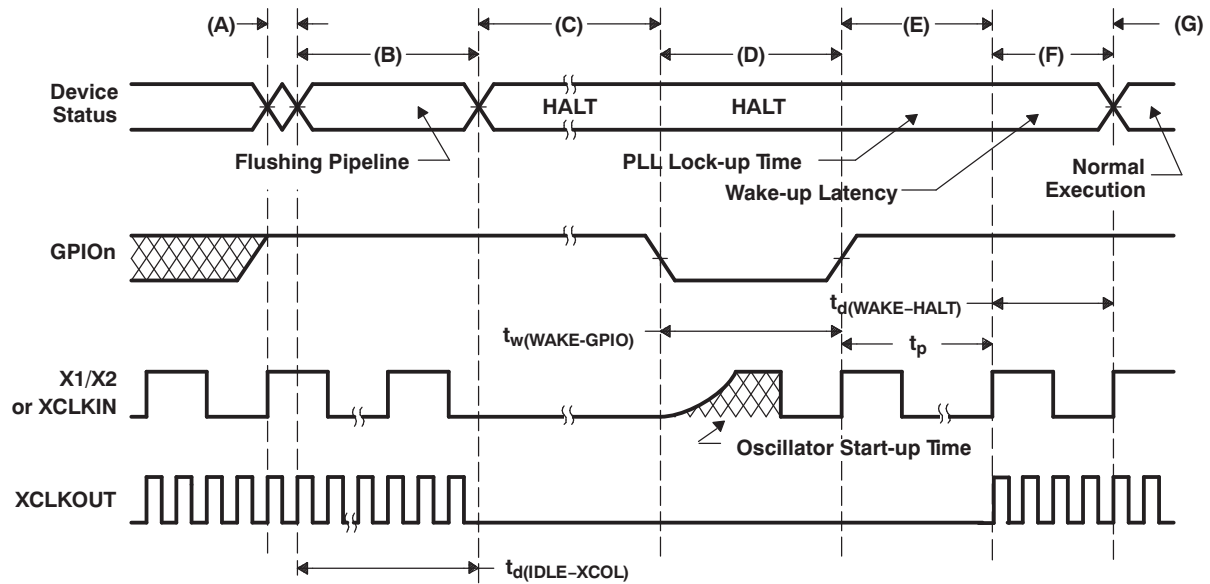 (A)
(B)
(C)
(D)
(E)
(F)
(G)
Device
Status
HALT
HALT
Flushing Pipeline
PLL Lock-up Time
Wake-up Latency
Normal
Execution
GPIOn
td(WAKE−HALT)
tw(WAKE-GPIO)
tp
X1/X2
or XCLKIN
Oscillator Start-up Time
XCLKOUT
td(IDLE−XCOL)